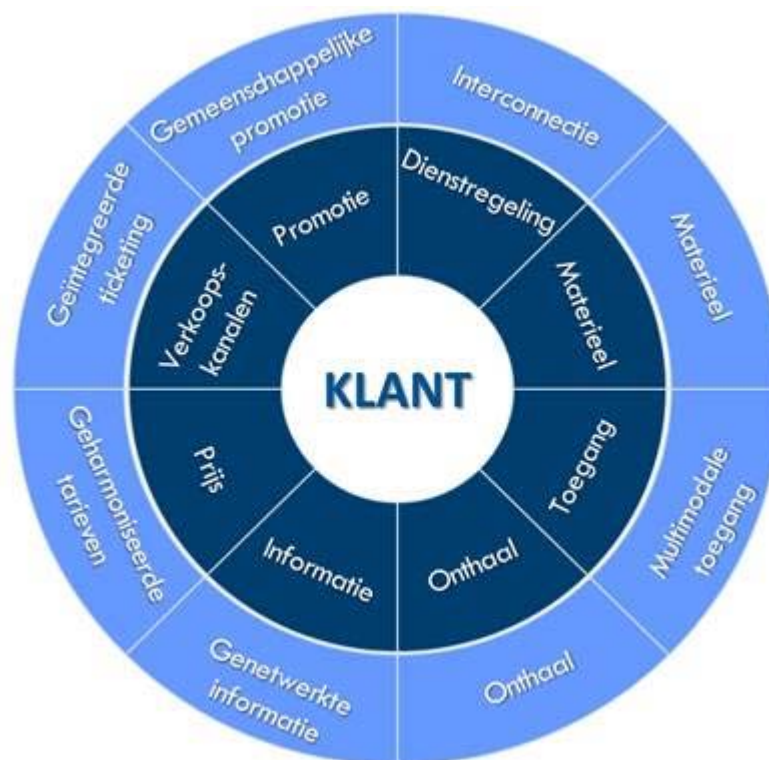 Gemeenschappelijke
promotie
Interconnectie
Materieel
Multimodale
toegang
Onthaal
Genetwerkte
informatie
Geharmoniseerde
tarieven
Geïntegreerde
ticketing
Promotie
Dienstregeling
Materieel
Toegang
Onthaal
Informatie
Prijs
Verkoops-
kanalen
KLANT